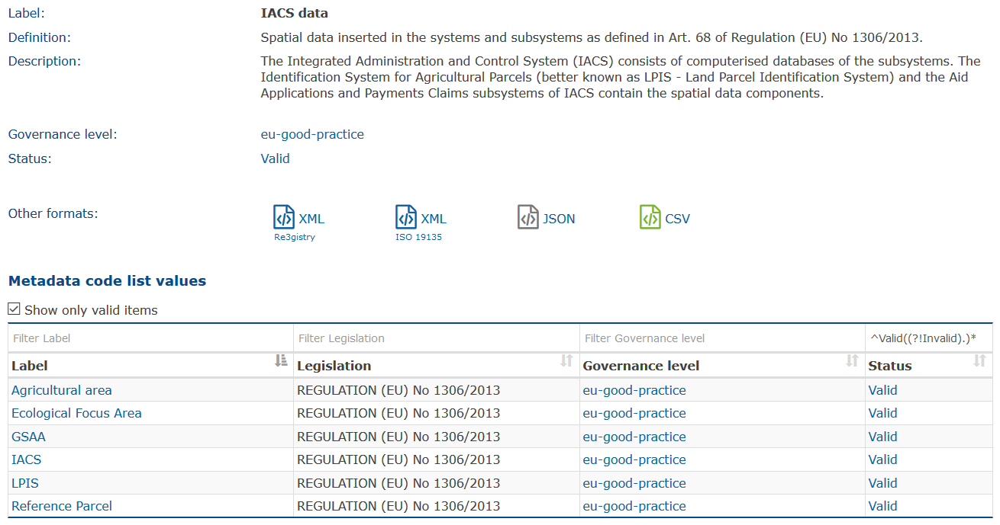 Label: IACS data
Definition: Spatial data inserted in the systems and subsystems as defined in Art. 68 of Regulation (EU) No 1306/2013.
Description: The Integrated Administration and Control System (IACS) consists of computerised databases of the subsystems. The
Identification System for Agricultural Parcels (better known as LPIS - Land Parcel Identification System) and the Aid
Applications and Payments Claims subsystems of IACS contain the spatial data components.
Governance level: eu-good-practice
Status: Valid
Other formats: XML XML JSON CSV
Re3gistry ISO 19135
Metadata code list values
Show only valid items
Filter Label Filter Legislation Filter Governance level ^Valid((?!Invalid).)*
Label Legislation Governance level Status
Agricultural area REGULATION (EU) No 1306/2013 eu-good-practice Valid
Ecological Focus Area REGULATION (EU) No 1306/2013 eu-good-practice Valid
GSAA REGULATION (EU) No 1306/2013 eu-good-practice Valid
IACS REGULATION (EU) No 1306/2013 eu-good-practice Valid
LPIS REGULATION (EU) No 1306/2013 eu-good-practice Valid
Reference Parcel REGULATION (EU) No 1306/2013 eu-good-practice Valid